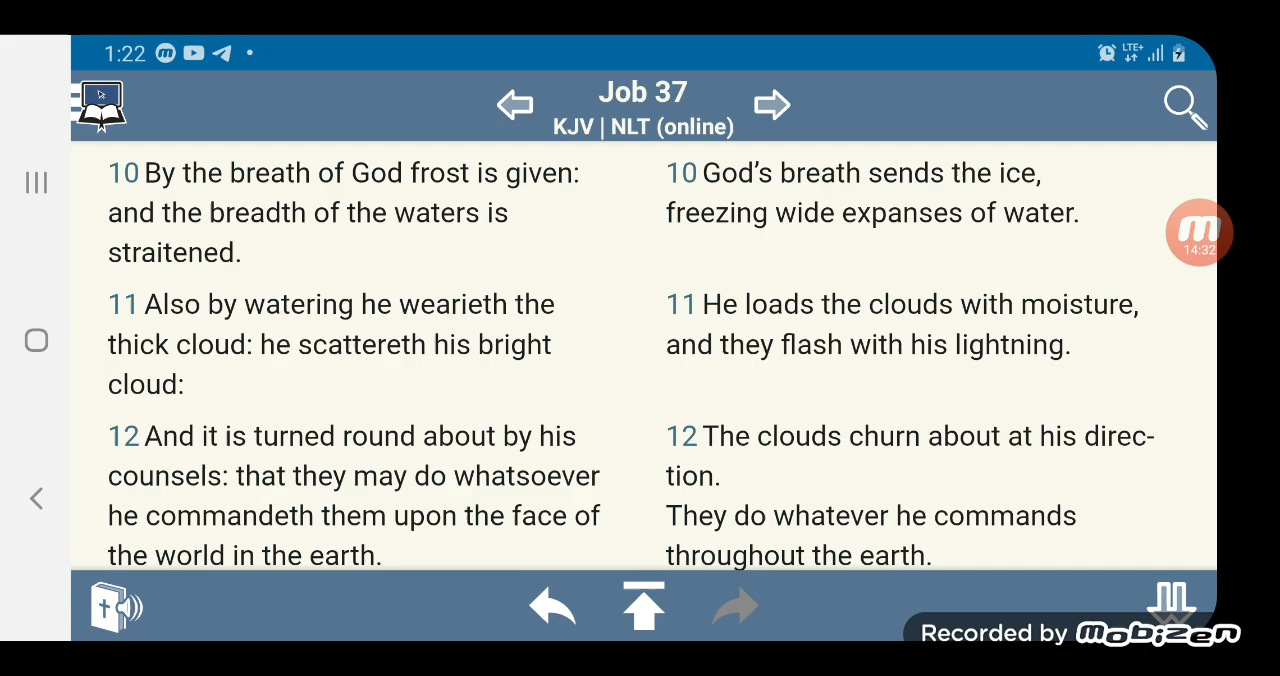 1:22
LTE+
Job 37
KJV | NLT (online)
10 By the breath of God frost is given:
and the breadth of the waters is
straitened.
11 Also by watering he wearieth the
thick cloud: he scattereth his bright
cloud:
12 And it is turned round about by his
counsels: that they may do whatsoever
he commandeth them upon the face of
the world in the earth.
10 God’s breath sends the ice,
freezing wide expanses of water.
11 He loads the clouds with moisture,
and they flash with his lightning.
12 The clouds churn about at his direc-
tion.
They do whatever he commands
throughout the earth.
m
14:32
Recorded by Mobizen